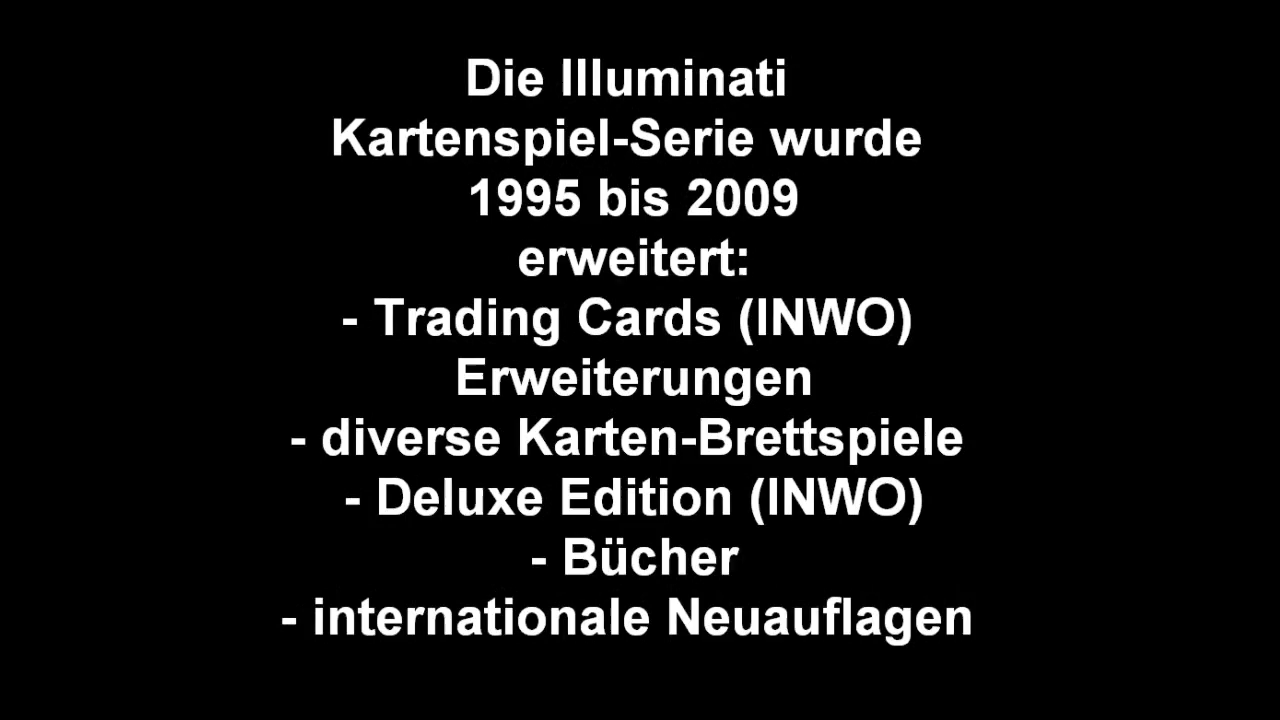 Die Illuminati
Kartenspiel-Serie wurde
1995 bis 2009
erweitert:
- Trading Cards (INWO)
Erweiterungen
- diverse Karten-Brettspiele
- Deluxe Edition (INWO)
- Bücher
- internationale Neuauflagen